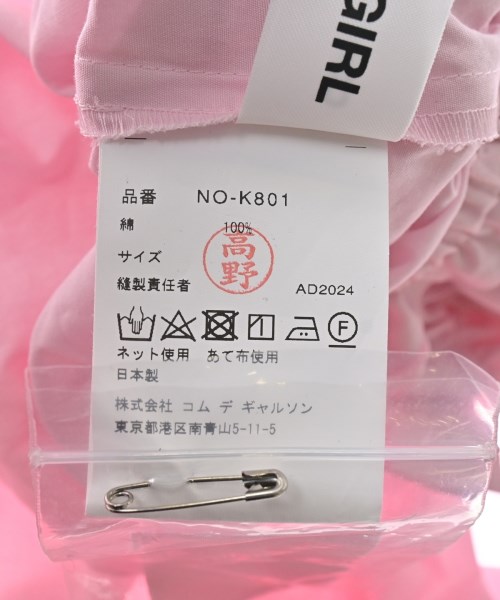 GIRL
品番 NO-K801
綿 100%
サイズ
高野
縫製責任者 AD2024
F
ネット使用 あて布使用
日本製
株式会社 コム デ ギャルソン
東京都港区南青山5-11-5